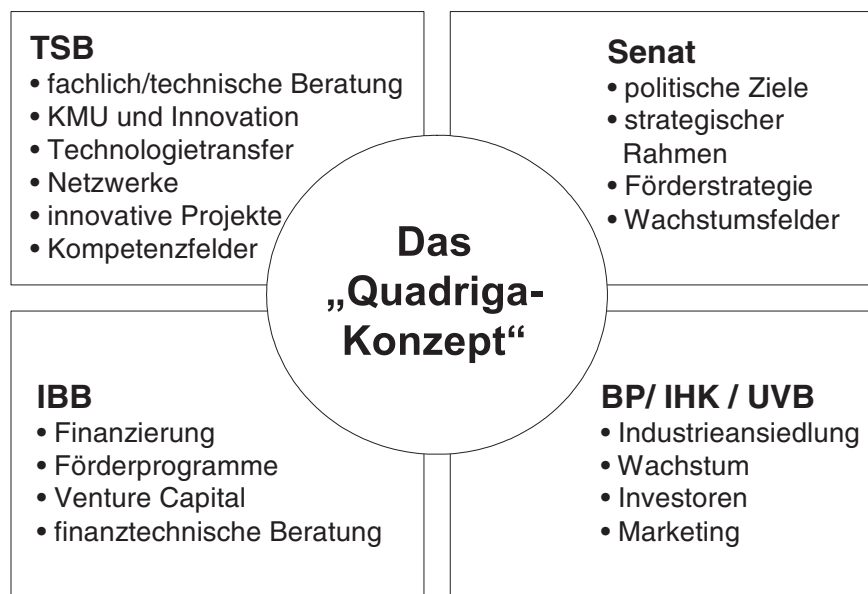 TSB
• fachlich/technische Beratung
• KMU und Innovation
• Technologietransfer
• Netzwerke
• innovative Projekte
• Kompetenzfelder
Senat
• politische Ziele
• strategischer
Rahmen
• Förderstrategie
• Wachstumsfelder
Das
„Quadriga-
Konzept“
IBB
• Finanzierung
• Förderprogramme
• Venture Capital
• finanztechnische Beratung
BP/ IHK / UVB
• Industrieansiedlung
• Wachstum
• Investoren
• Marketing